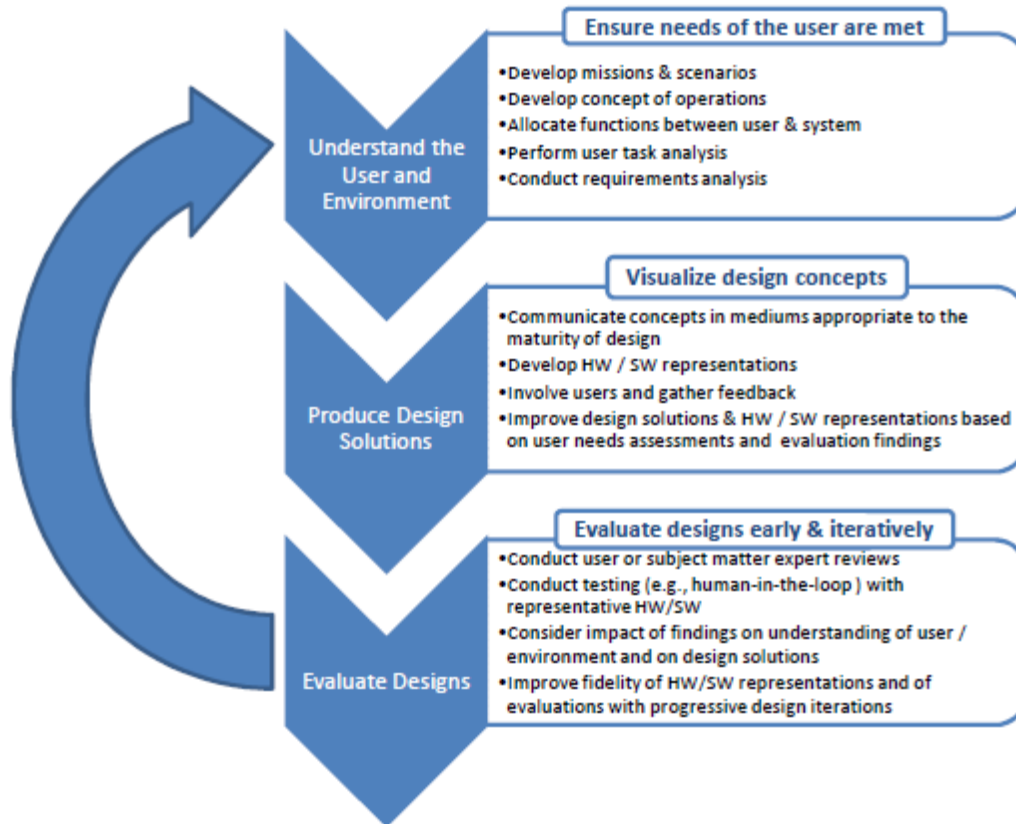 Ensure needs of the user are met
Understand the
User and
Environment
•Develop missions & scenarios
•Develop concept of operations
•Allocate functions between user & system
•Perform user task analysis
•Conduct requirements analysis
Visualize design concepts
Produce Design
Solutions
•Communicate concepts in mediums appropriate to the
maturity of design
•Develop HW / SW representations
•Involve users and gather feedback
•Improve design solutions & HW / SW representations based
on user needs assessments and evaluation findings
Evaluate designs early & iteratively
Evaluate Designs
•Conduct user or subject matter expert reviews
•Conduct testing (e.g., human-in-the-loop ) with
representative HW/SW
•Consider impact of findings on understanding of user /
environment and on design solutions
•Improve fidelity of HW/SW representations and of
evaluations with progressive design iterations